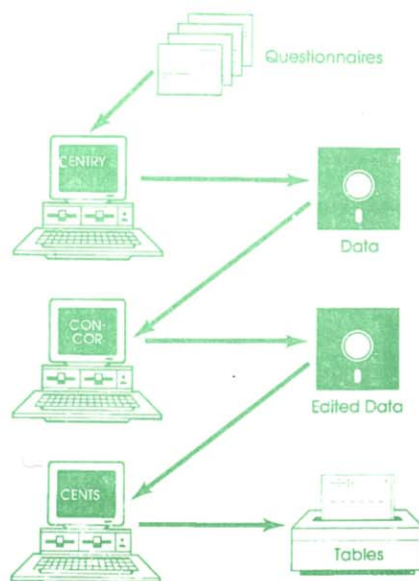 Questionnaires
CENTRY
Data
CON-
COR
Edited Data
CENTS
Tables